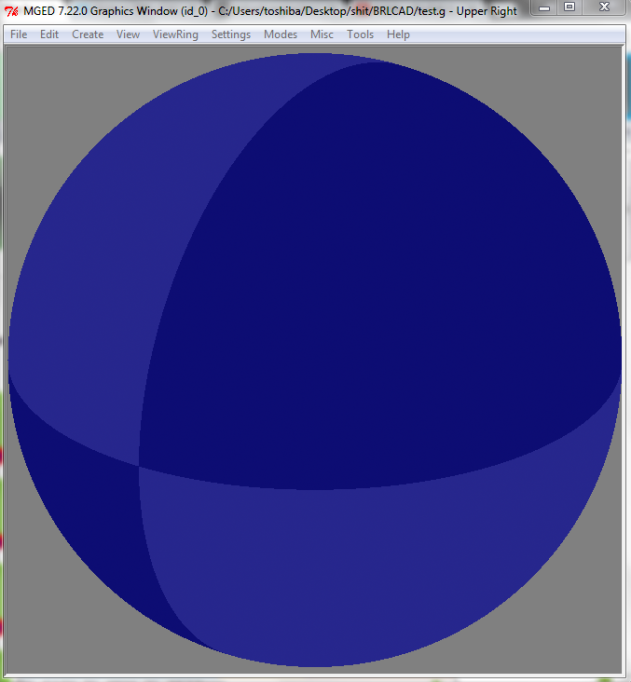 MGED 7.22.0 Graphics Window (id_0) - C:/Users/toshiba/Desktop/shit/BRLCAD/test.g - Upper Right
File Edit Create View ViewRing Settings Modes Misc Tools Help